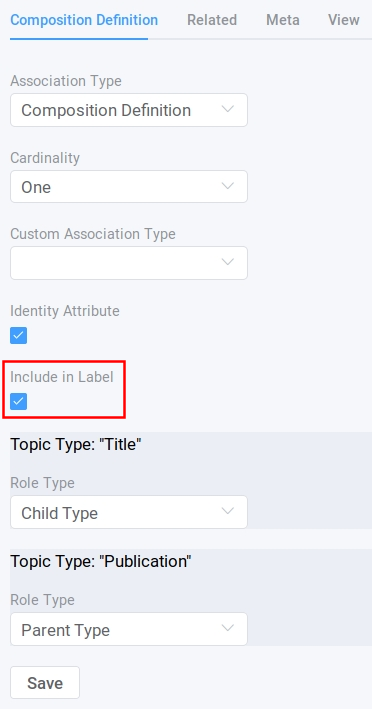 Composition Definition Related Meta View
Association Type
Composition Definition
Cardinality
One
Custom Association Type
Identity Attribute
Include in Label
Topic Type: "Title"
Role Type
Child Type
Topic Type: "Publication"
Role Type
Parent Type
Save